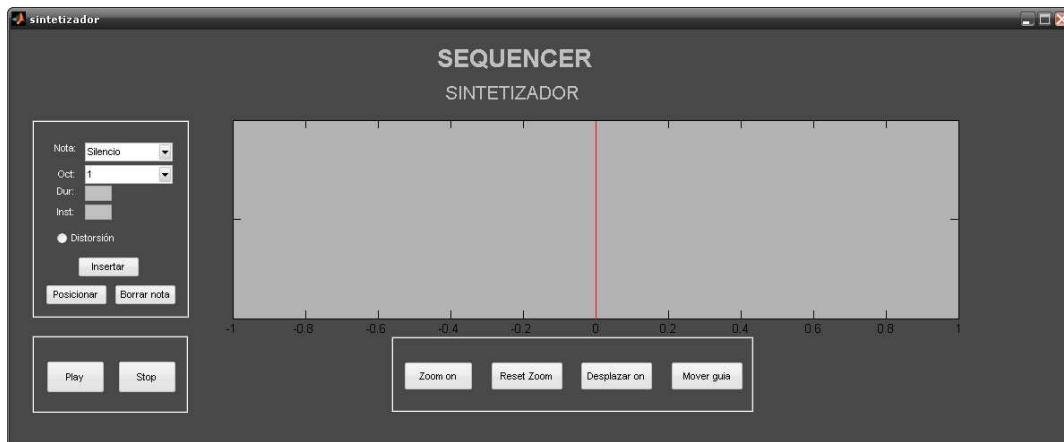 sintetizador
SEQUENCER
SINTETIZADOR
Nota: Silencio
Oct: 1
Dur:
Inst:
Distorsión
Insertar
Posicionar Borrar nota
Play Stop
-1 -0.8 -0.6 -0.4 -0.2 0 0.2 0.4 0.6 0.8 1
Zoom on Reset Zoom Desplazar on Mover guia